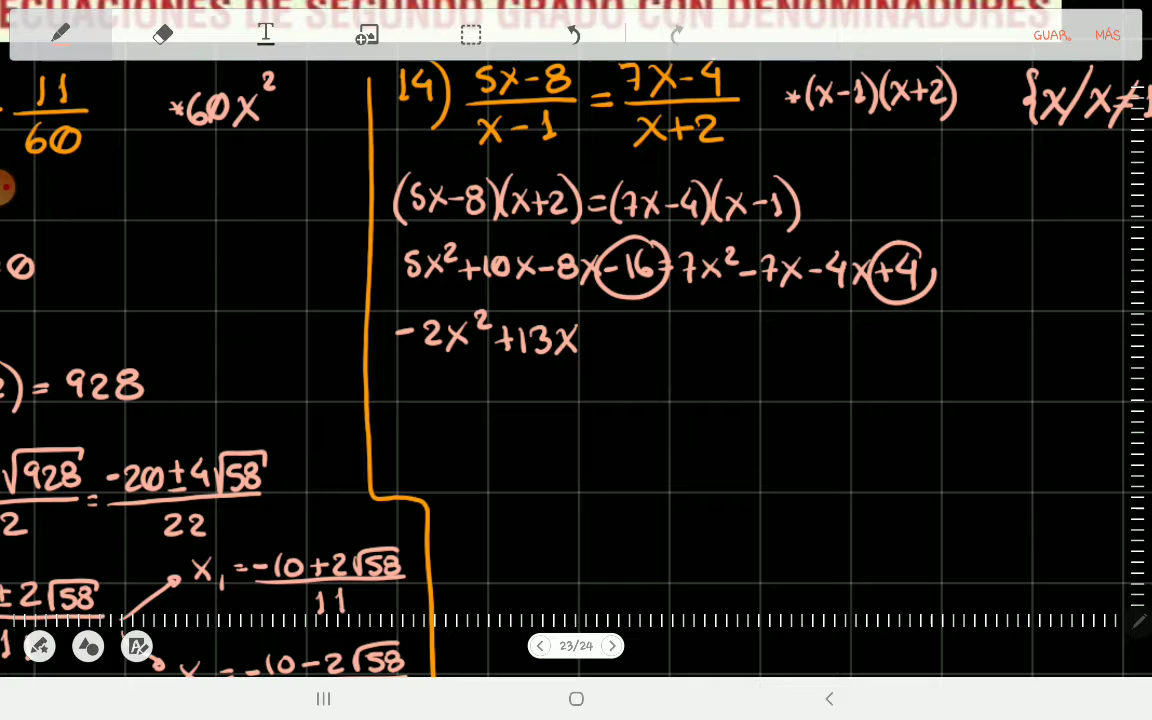 ECUACIONES DE SEGUNDO GRADO CON DENOMINADORES
T
GUAR.
MÁS
11/60
*60x²
= 0
) = 928
√928/2 = (-20 ± 4√58)/22
± 2√58
x₁ = (-10 + 2√58)/11
x = -10 - 2√58
14) (5x-8)/(x-1) = (7x-4)/(x+2)
*(x-1)(x+2)
{x/x≠1
(5x-8)(x+2) = (7x-4)(x-1)
5x² + 10x - 8x - 16 = 7x² - 7x - 4x + 4
-2x² + 13x
23/24